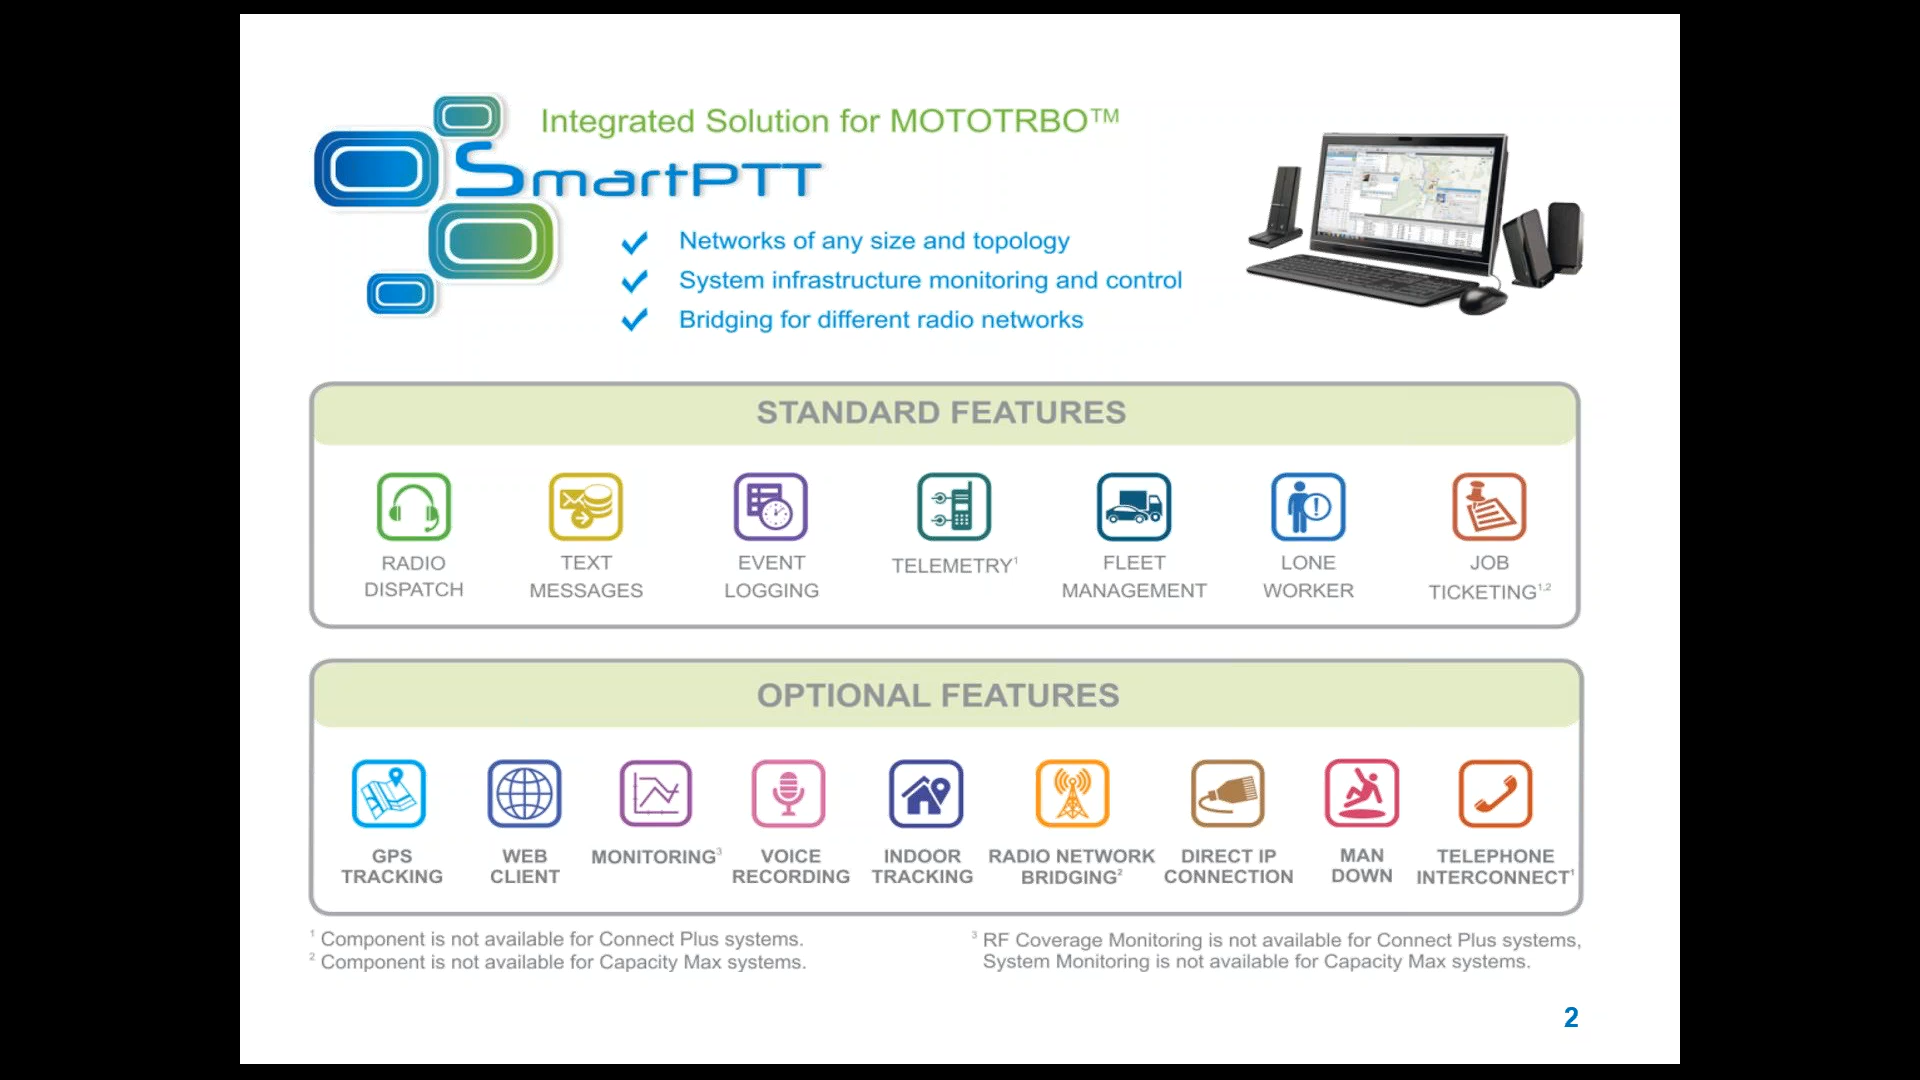 Integrated Solution for MOTOTRBO™
SmartPTT
Networks of any size and topology
System infrastructure monitoring and control
Bridging for different radio networks
STANDARD FEATURES
RADIO
DISPATCH
TEXT
MESSAGES
EVENT
LOGGING
TELEMETRY¹
FLEET
MANAGEMENT
LONE
WORKER
JOB
TICKETING¹·²
OPTIONAL FEATURES
GPS
TRACKING
WEB
CLIENT
MONITORING³
VOICE
RECORDING
INDOOR
TRACKING
RADIO NETWORK
BRIDGING²
DIRECT IP
CONNECTION
MAN
DOWN
TELEPHONE
INTERCONNECT¹
¹ Component is not available for Connect Plus systems.
² Component is not available for Capacity Max systems.
³ RF Coverage Monitoring is not available for Connect Plus systems,
System Monitoring is not available for Capacity Max systems.
2